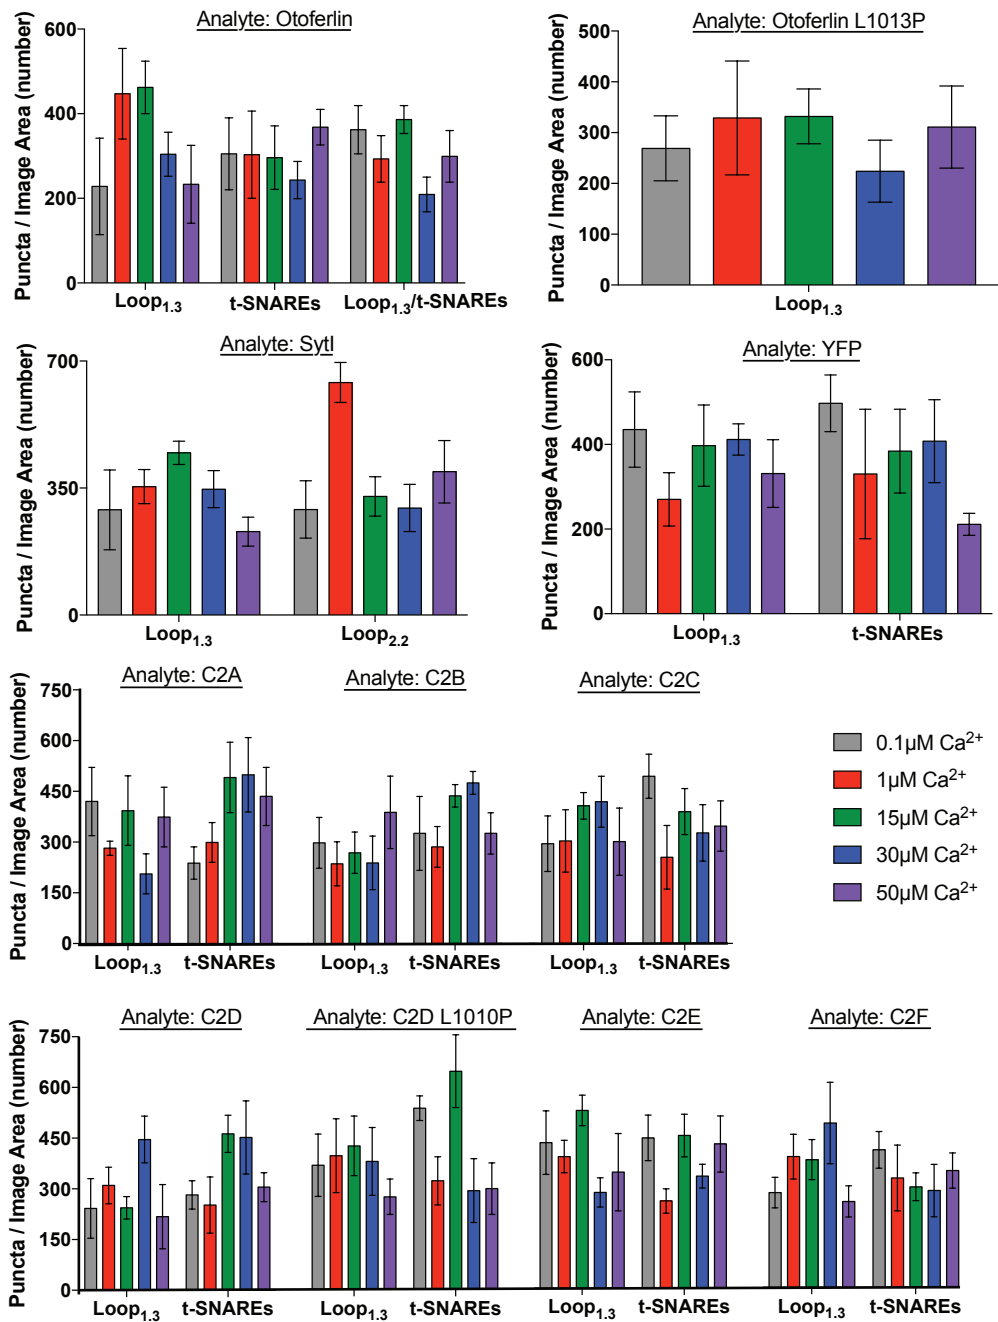 Analyte: Otoferlin
Puncta / Image Area (number)
600
400
200
0
Loop1.3
t-SNAREs
Loop1.3/t-SNAREs
Analyte: Otoferlin L1013P
Puncta / Image Area (number)
500
400
300
200
100
0
Loop1.3
Analyte: SytI
Puncta / Image Area (number)
700
350
0
Loop1.3
Loop2.2
Analyte: YFP
Puncta / Image Area (number)
600
400
200
0
Loop1.3
t-SNAREs
Analyte: C2A
Analyte: C2B
Analyte: C2C
Puncta / Image Area (number)
750
600
450
300
150
0
Loop1.3
t-SNAREs
Loop1.3
t-SNAREs
Loop1.3
t-SNAREs
0.1µM Ca2+
1µM Ca2+
15µM Ca2+
30µM Ca2+
50µM Ca2+
Analyte: C2D
Analyte: C2D L1010P
Analyte: C2E
Analyte: C2F
Puncta / Image Area (number)
750
600
450
300
150
0
Loop1.3
t-SNAREs
Loop1.3
t-SNAREs
Loop1.3
t-SNAREs
Loop1.3
t-SNAREs